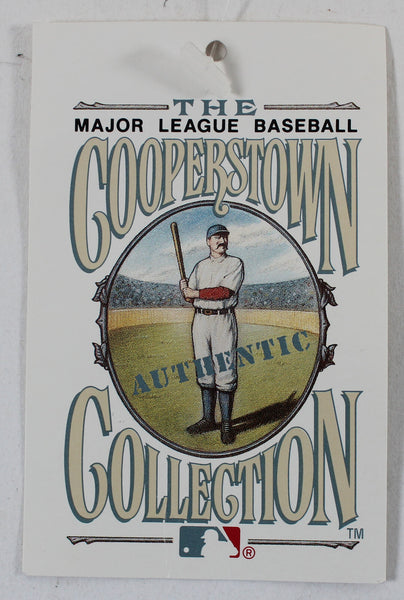 THE
MAJOR LEAGUE BASEBALL
COOPERSTOWN
AUTHENTIC
COLLECTION
TM
®